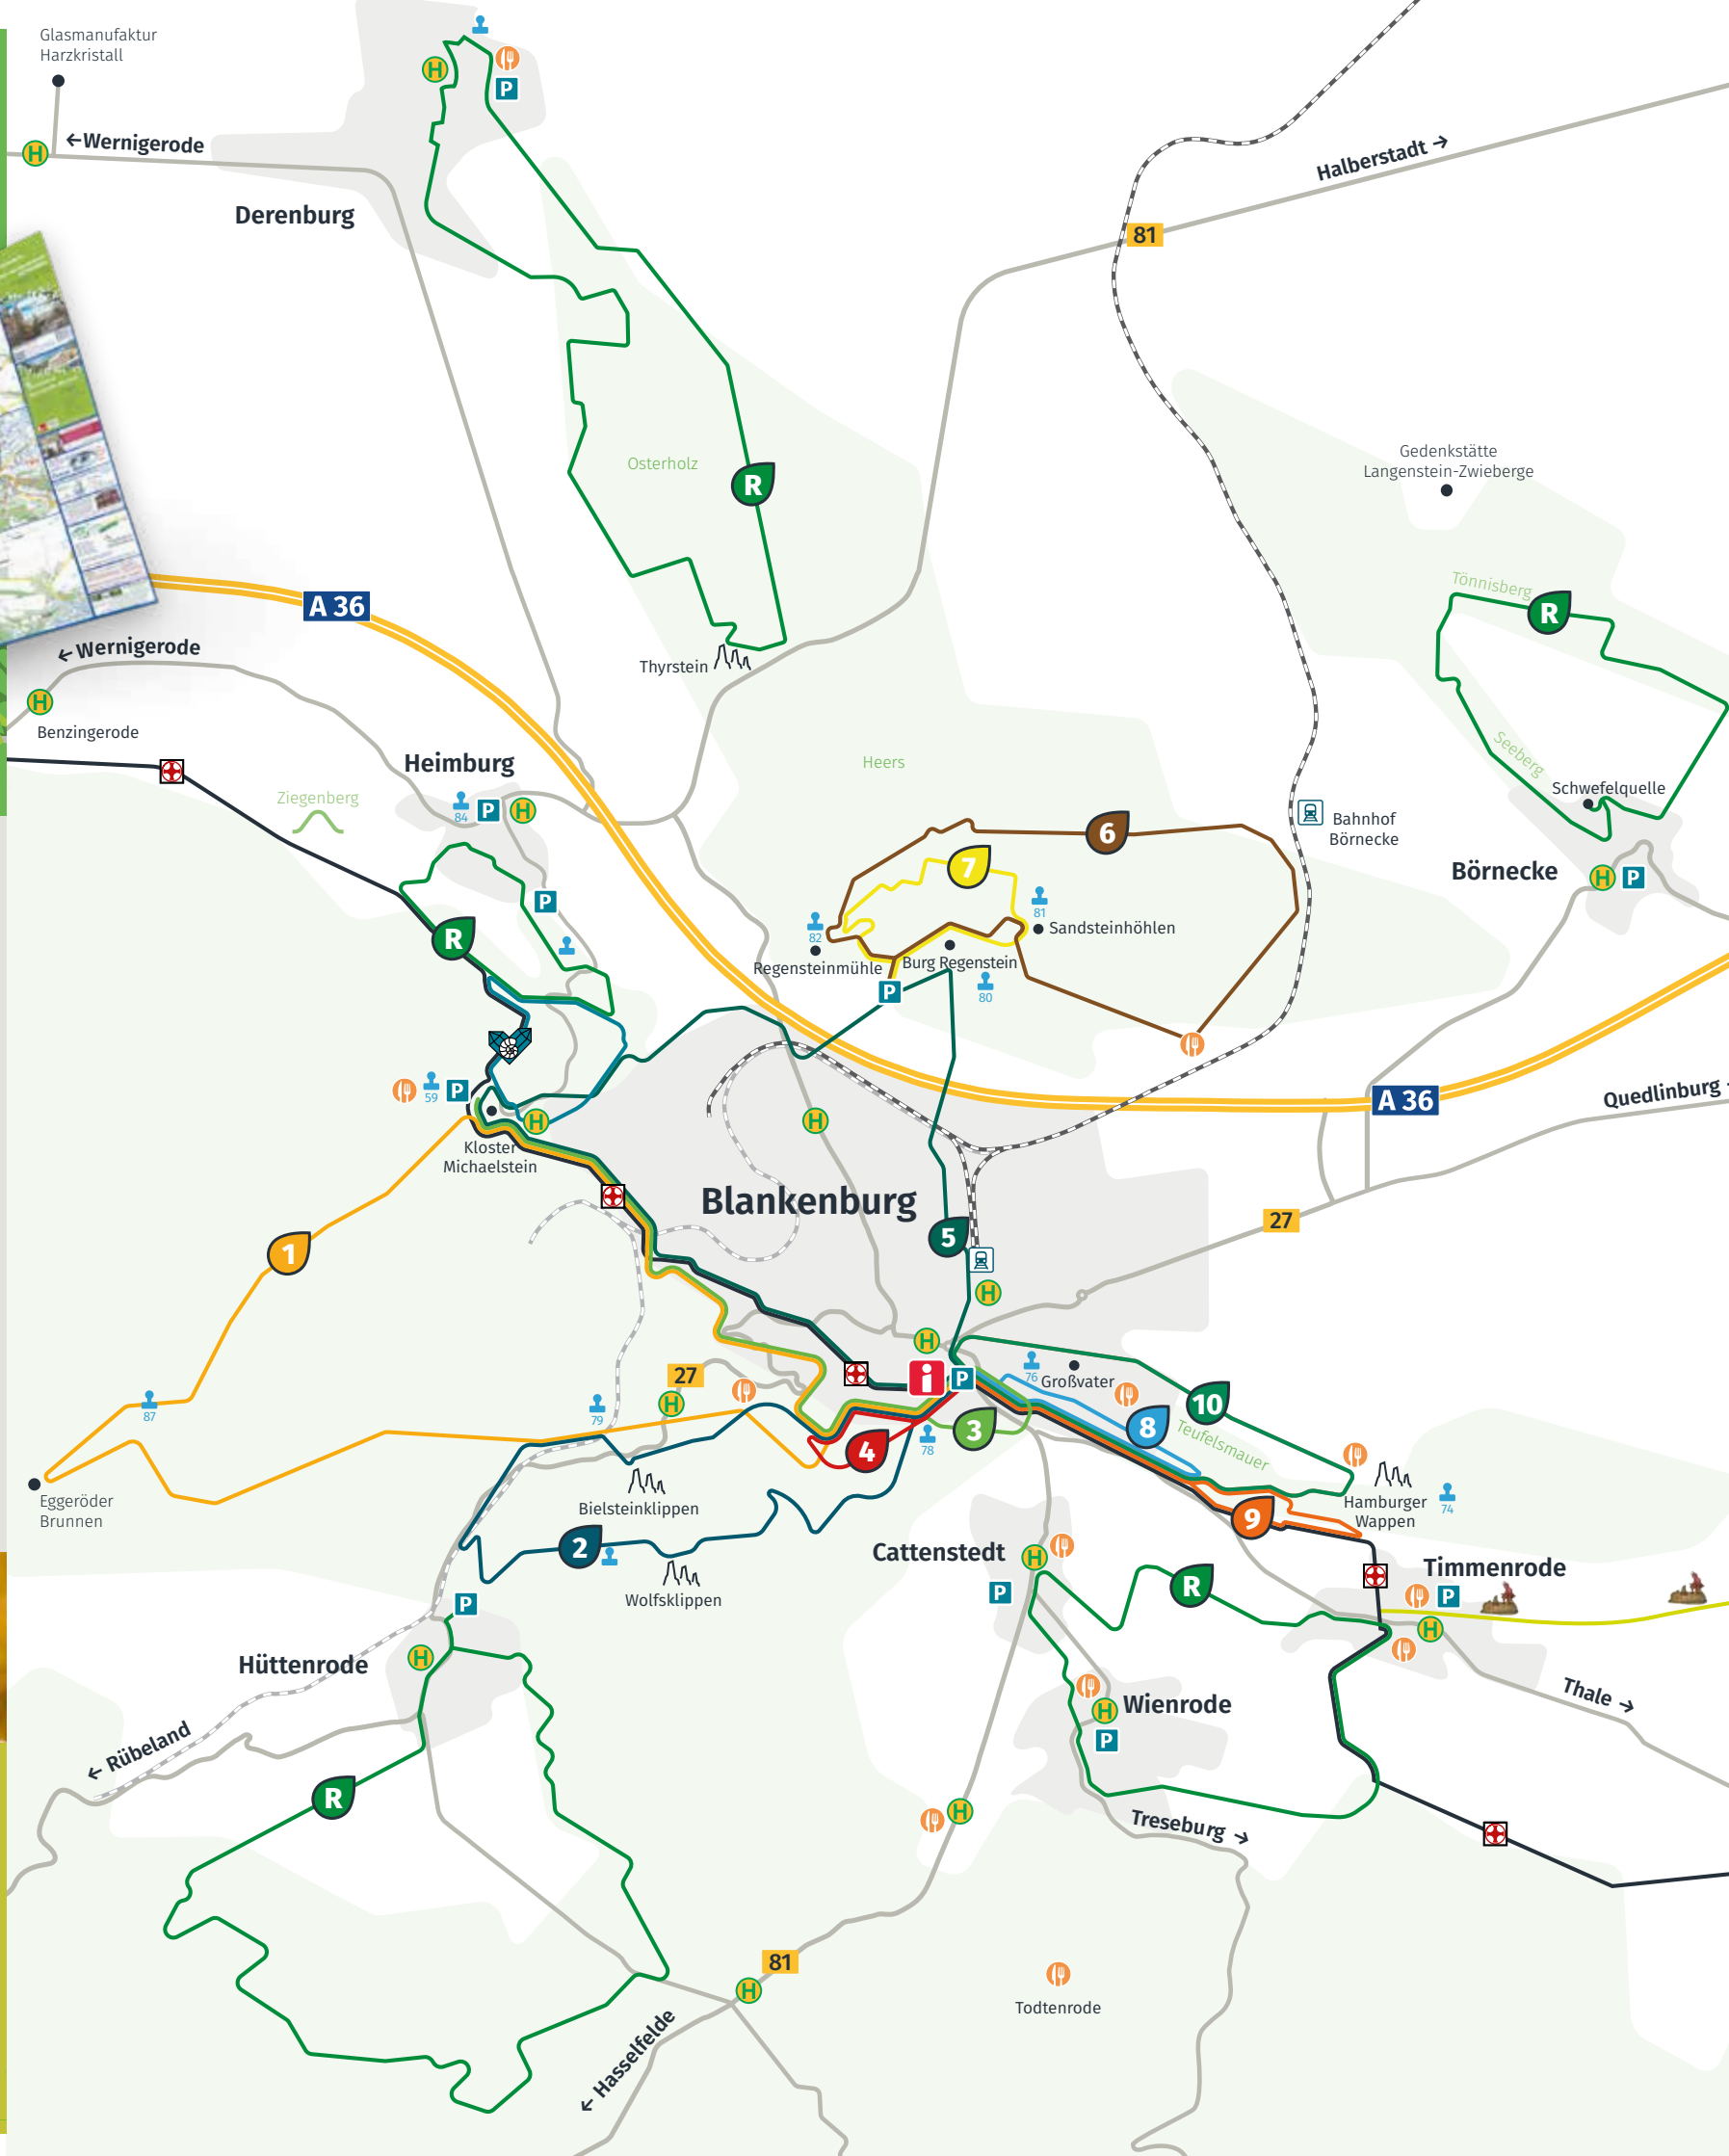 Glasmanufaktur
Harzkristall
H
P
H
←Wernigerode
Halberstadt →
Derenburg
81
Gedenkstätte
Langenstein-Zwieberge
Osterholz
R
Tönnisberg
R
A 36
← Wernigerode
Thyrstein
H
Benzingerode
Seeberg
Heimburg
Heers
Schwefelquelle
Ziegenberg
84
P
H
6
Bahnhof
Börnecke
7
Börnecke
H
P
P
81
Sandsteinhöhlen
82
R
Regensteinmühle
Burg Regenstein
P
80
59
P
A 36
Quedlinburg
H
H
Kloster
Michaelstein
Blankenburg
27
5
1
H
H
i
P
76
Großvater
27
H
87
79
10
8
3
78
4
Teufelsmauer
Eggeröder
Brunnen
Bielsteinklippen
Hamburger
Wappen
74
9
2
Cattenstedt
H
Timmenrode
Wolfsklippen
P
P
R
P
H
Hüttenrode
H
Thale →
Wienrode
H
P
← Rübeland
R
H
Treseburg →
81
H
Todtenrode
← Hasselfelde